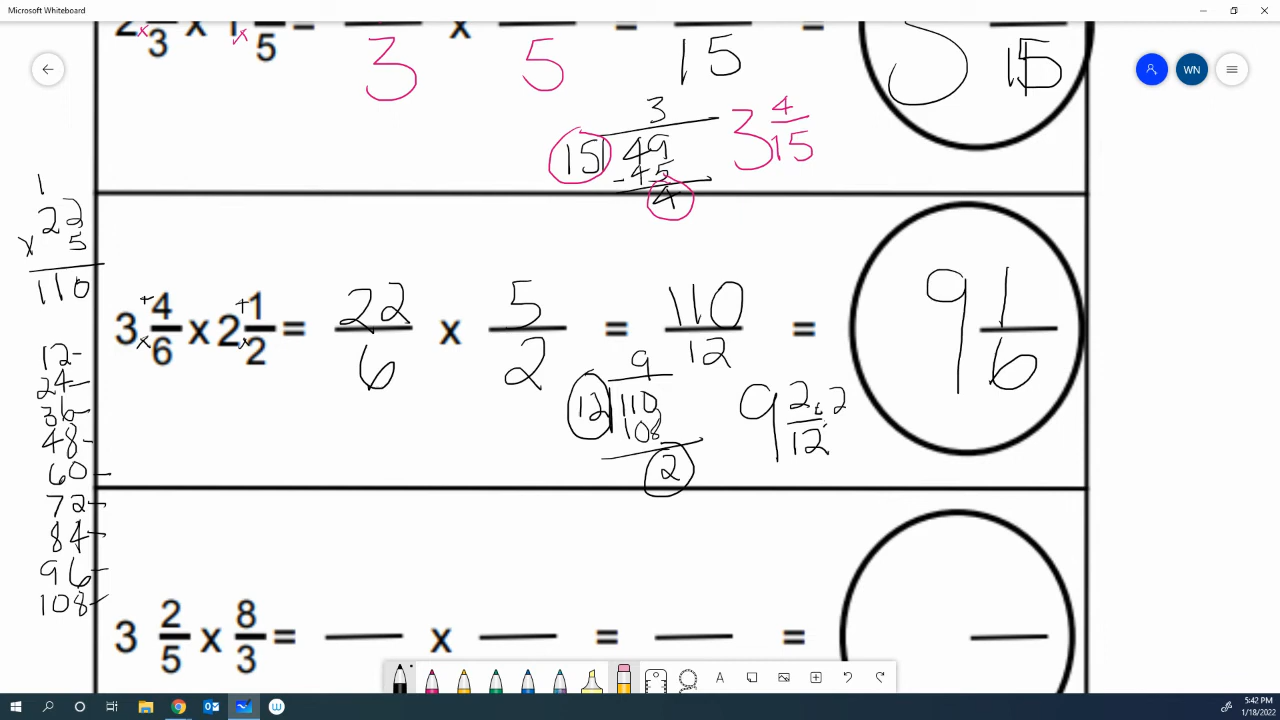 Microsoft Whiteboard
WN
2 /3 x 1 /5 = /3 x /5 = /15 = 3 /15
3
15 49 3 4/15
-45
4
1
22
x 5
110
3 4/6 x 2 1/2 = 22/6 x 5/2 = 110/12 = 9 1/6
+ +
x x
9
12 110 9 2/12 ÷ 2
108
2
12
24
36
48
60
72
84
96
108
3 2/5 x 8/3 = x = =
A
5:42 PM
1/18/2022